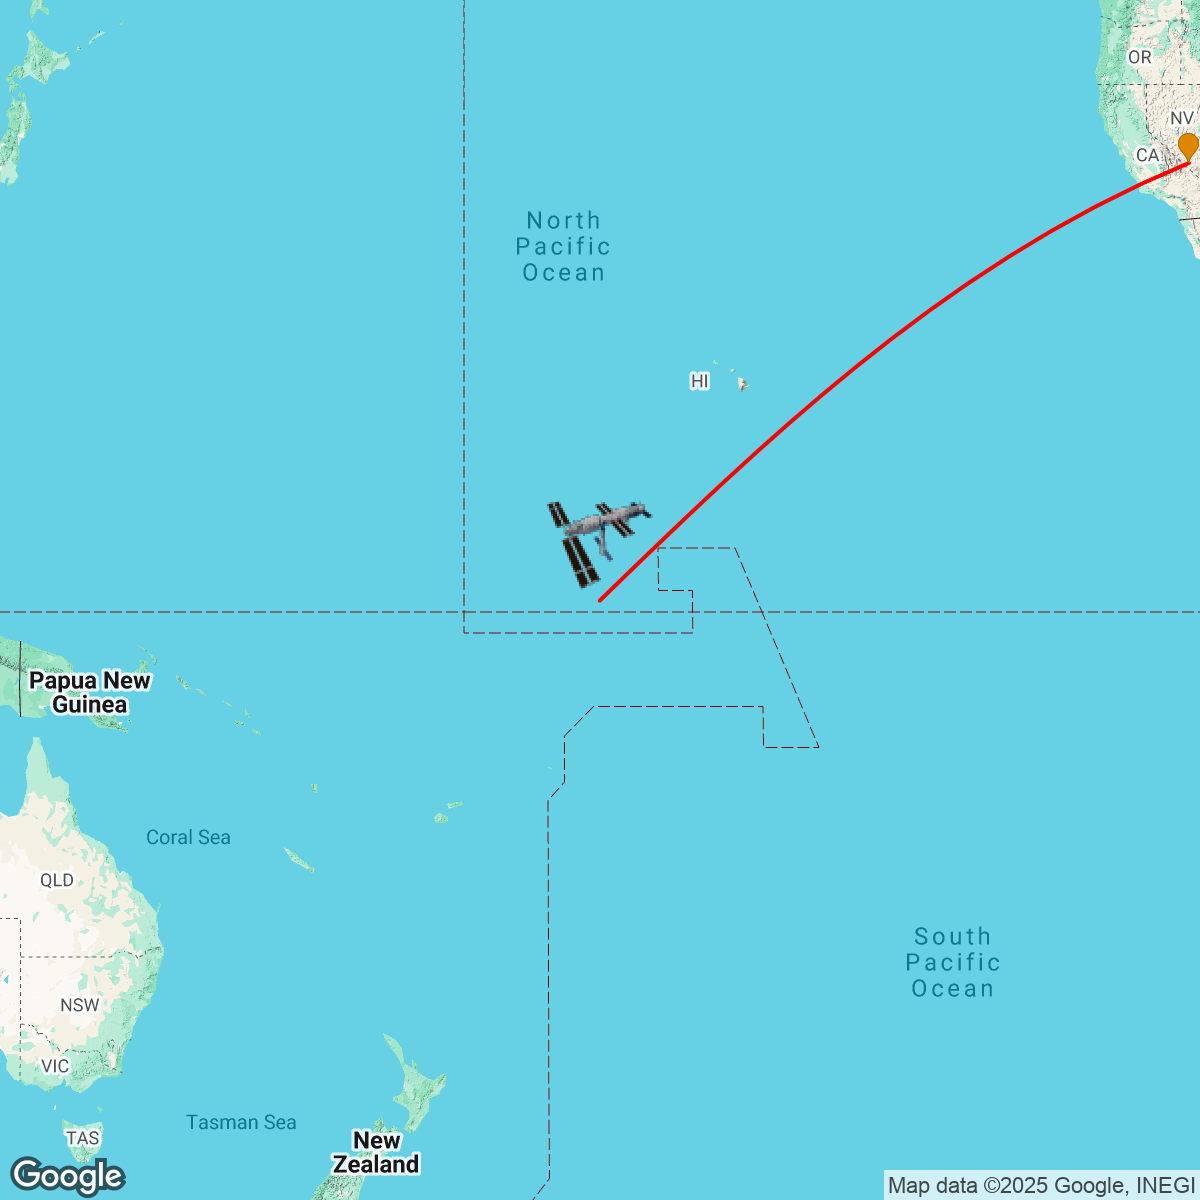 OR
NV
CA
North
Pacific
Ocean
HI
Papua New
Guinea
Coral Sea
QLD
South
Pacific
Ocean
NSW
VIC
Tasman Sea
TAS
New
Zealand
Google
Map data ©2025 Google, INEGI